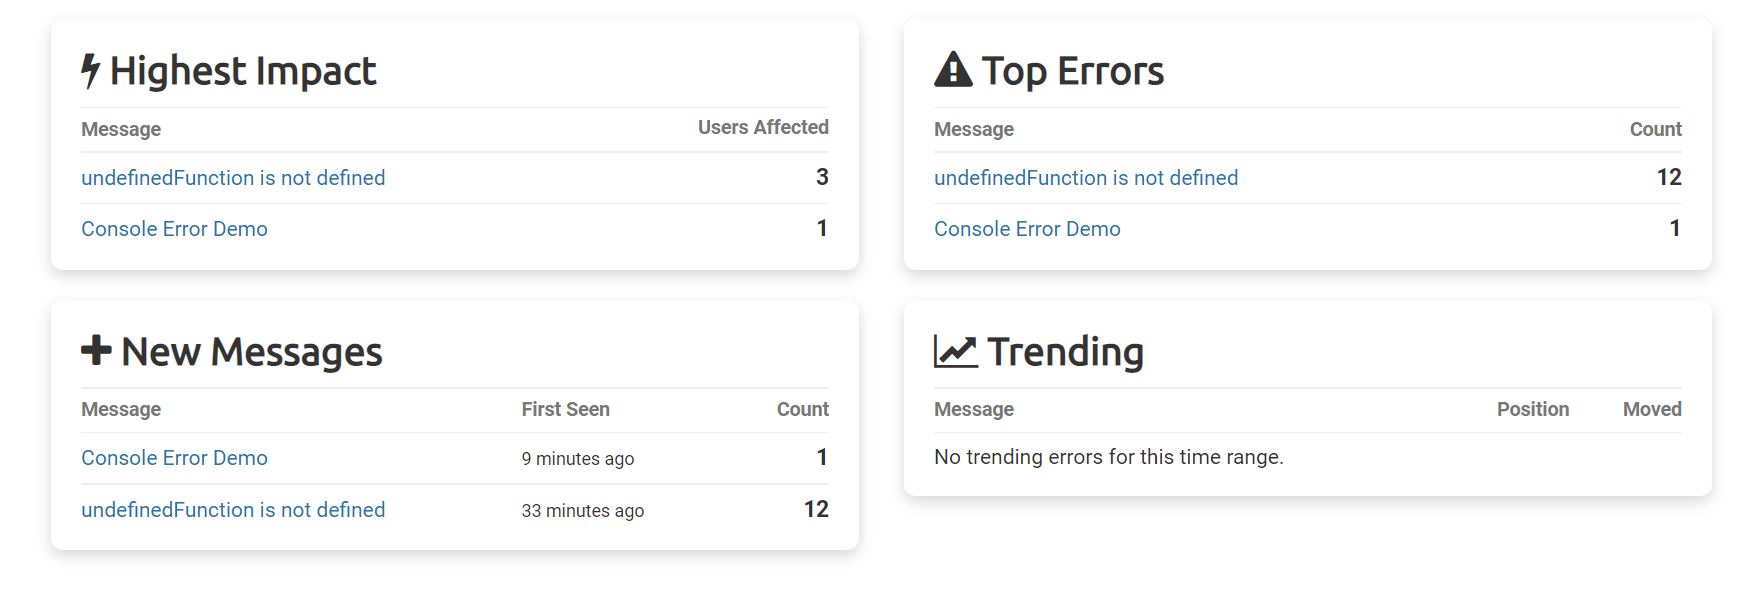 Highest Impact
Message Users Affected
undefinedFunction is not defined 3
Console Error Demo 1
Top Errors
Message Count
undefinedFunction is not defined 12
Console Error Demo 1
New Messages
Message First Seen Count
Console Error Demo 9 minutes ago 1
undefinedFunction is not defined 33 minutes ago 12
Trending
Message Position Moved
No trending errors for this time range.